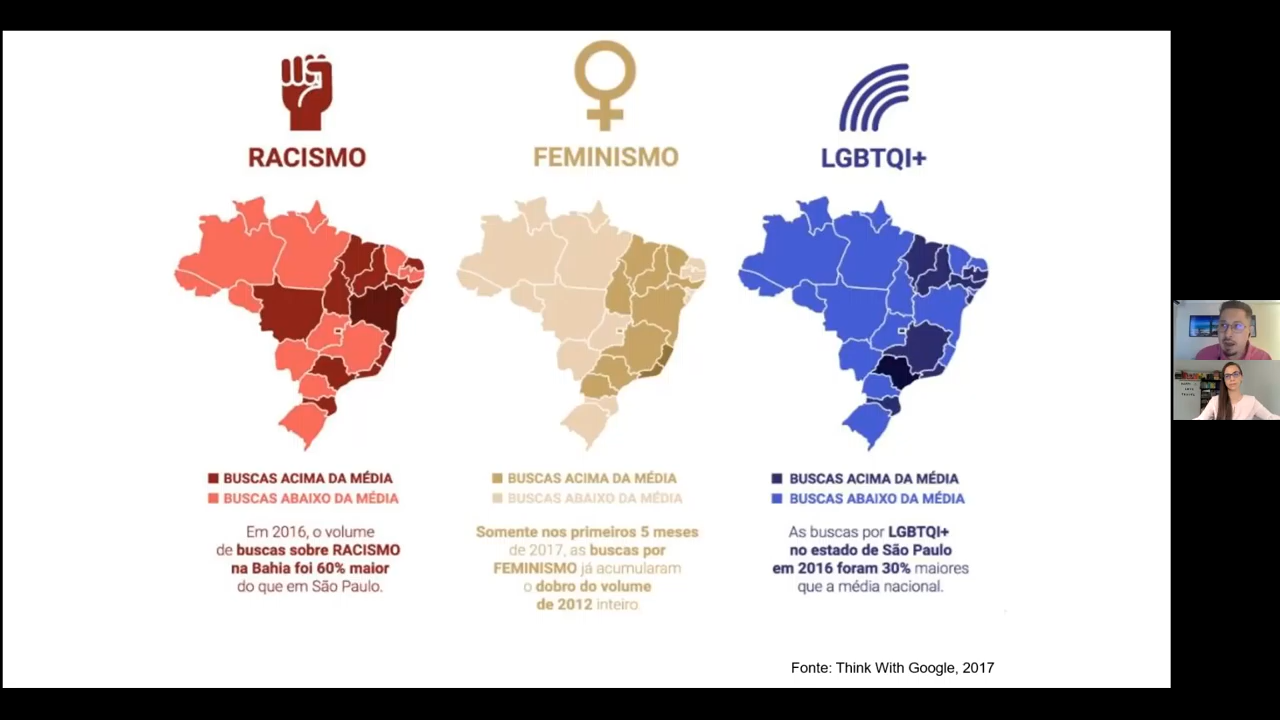 RACISMO
BUSCAS ACIMA DA MÉDIA
BUSCAS ABAIXO DA MÉDIA
Em 2016, o volume
de buscas sobre RACISMO
na Bahia foi 60% maior
do que em São Paulo.
FEMINISMO
BUSCAS ACIMA DA MÉDIA
BUSCAS ABAIXO DA MÉDIA
Somente nos primeiros 5 meses
de 2017, as buscas por
FEMINISMO já acumularam
o dobro do volume
de 2012 inteiro
LGBTQI+
BUSCAS ACIMA DA MÉDIA
BUSCAS ABAIXO DA MÉDIA
As buscas por LGBTQI+
no estado de São Paulo
em 2016 foram 30% maiores
que a média nacional.
Fonte: Think With Google, 2017